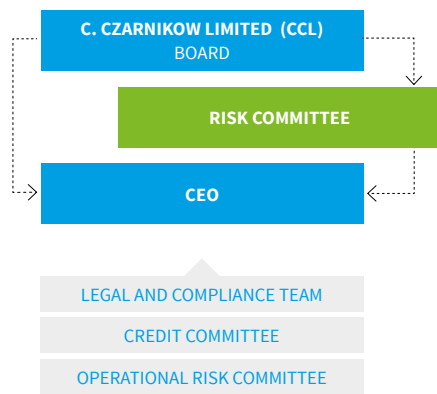 C. CZARNIKOW LIMITED (CCL)
BOARD
RISK COMMITTEE
CEO
LEGAL AND COMPLIANCE TEAM
CREDIT COMMITTEE
OPERATIONAL RISK COMMITTEE